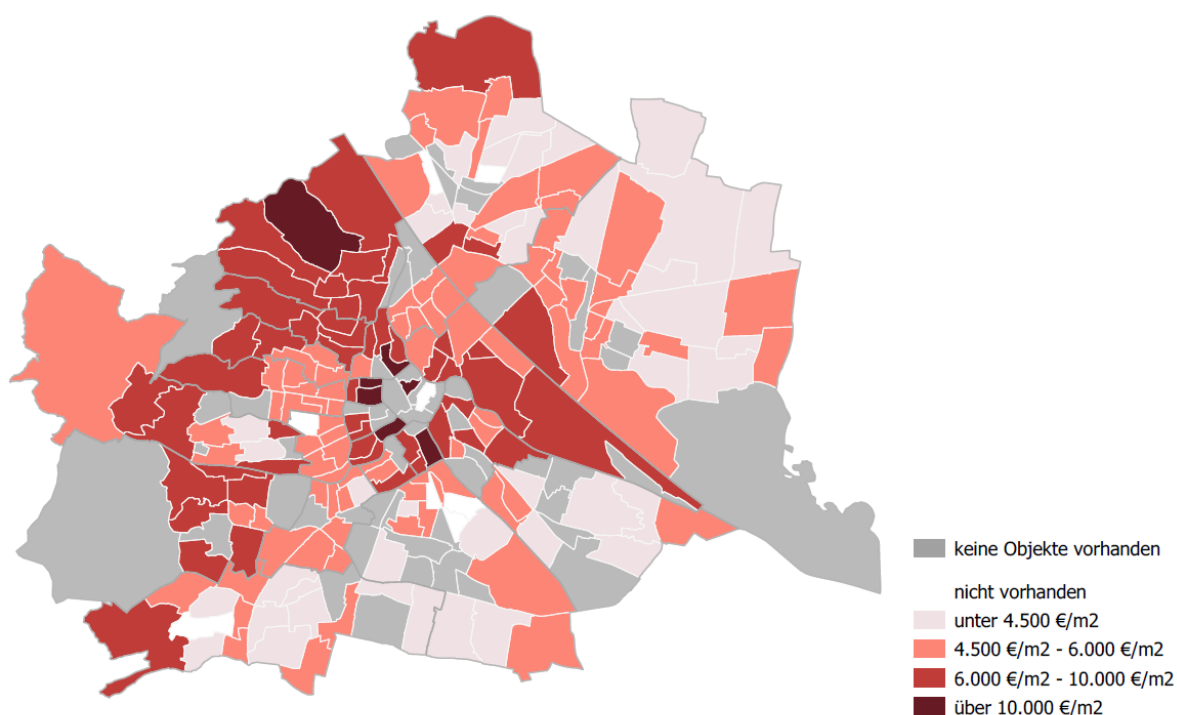 keine Objekte vorhanden
nicht vorhanden
unter 4.500 €/m2
4.500 €/m2 - 6.000 €/m2
6.000 €/m2 - 10.000 €/m2
über 10.000 €/m2